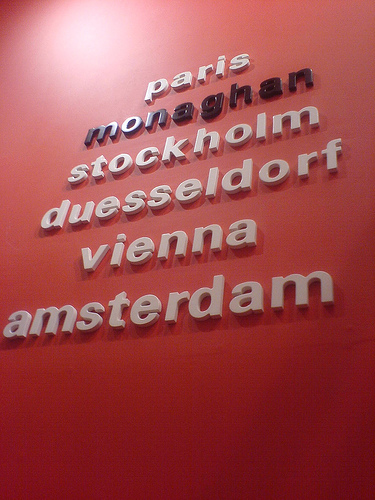 paris
monaghan
stockholm
duesseldorf
vienna
amsterdam